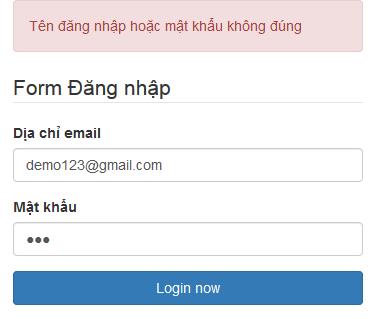 Tên đăng nhập hoặc mật khẩu không đúng
Form Đăng nhập
Dịa chỉ email
demo123@gmail.com
Mật khẩu
●●●
Login now